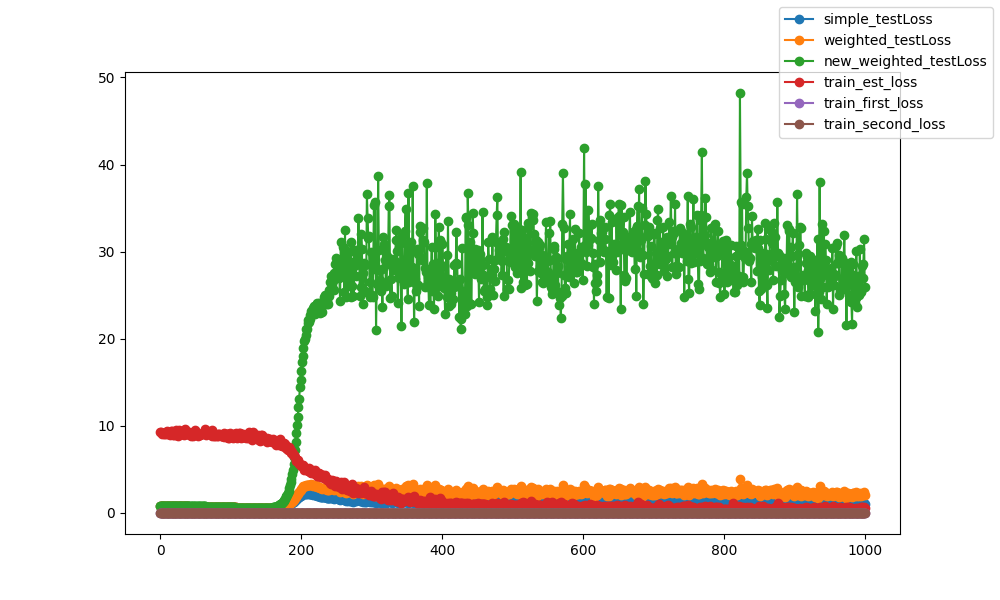 simple_testLoss
weighted_testLoss
new_weighted_testLoss
train_est_loss
train_first_loss
train_second_loss
50
40
30
20
10
0
0 200 400 600 800 1000